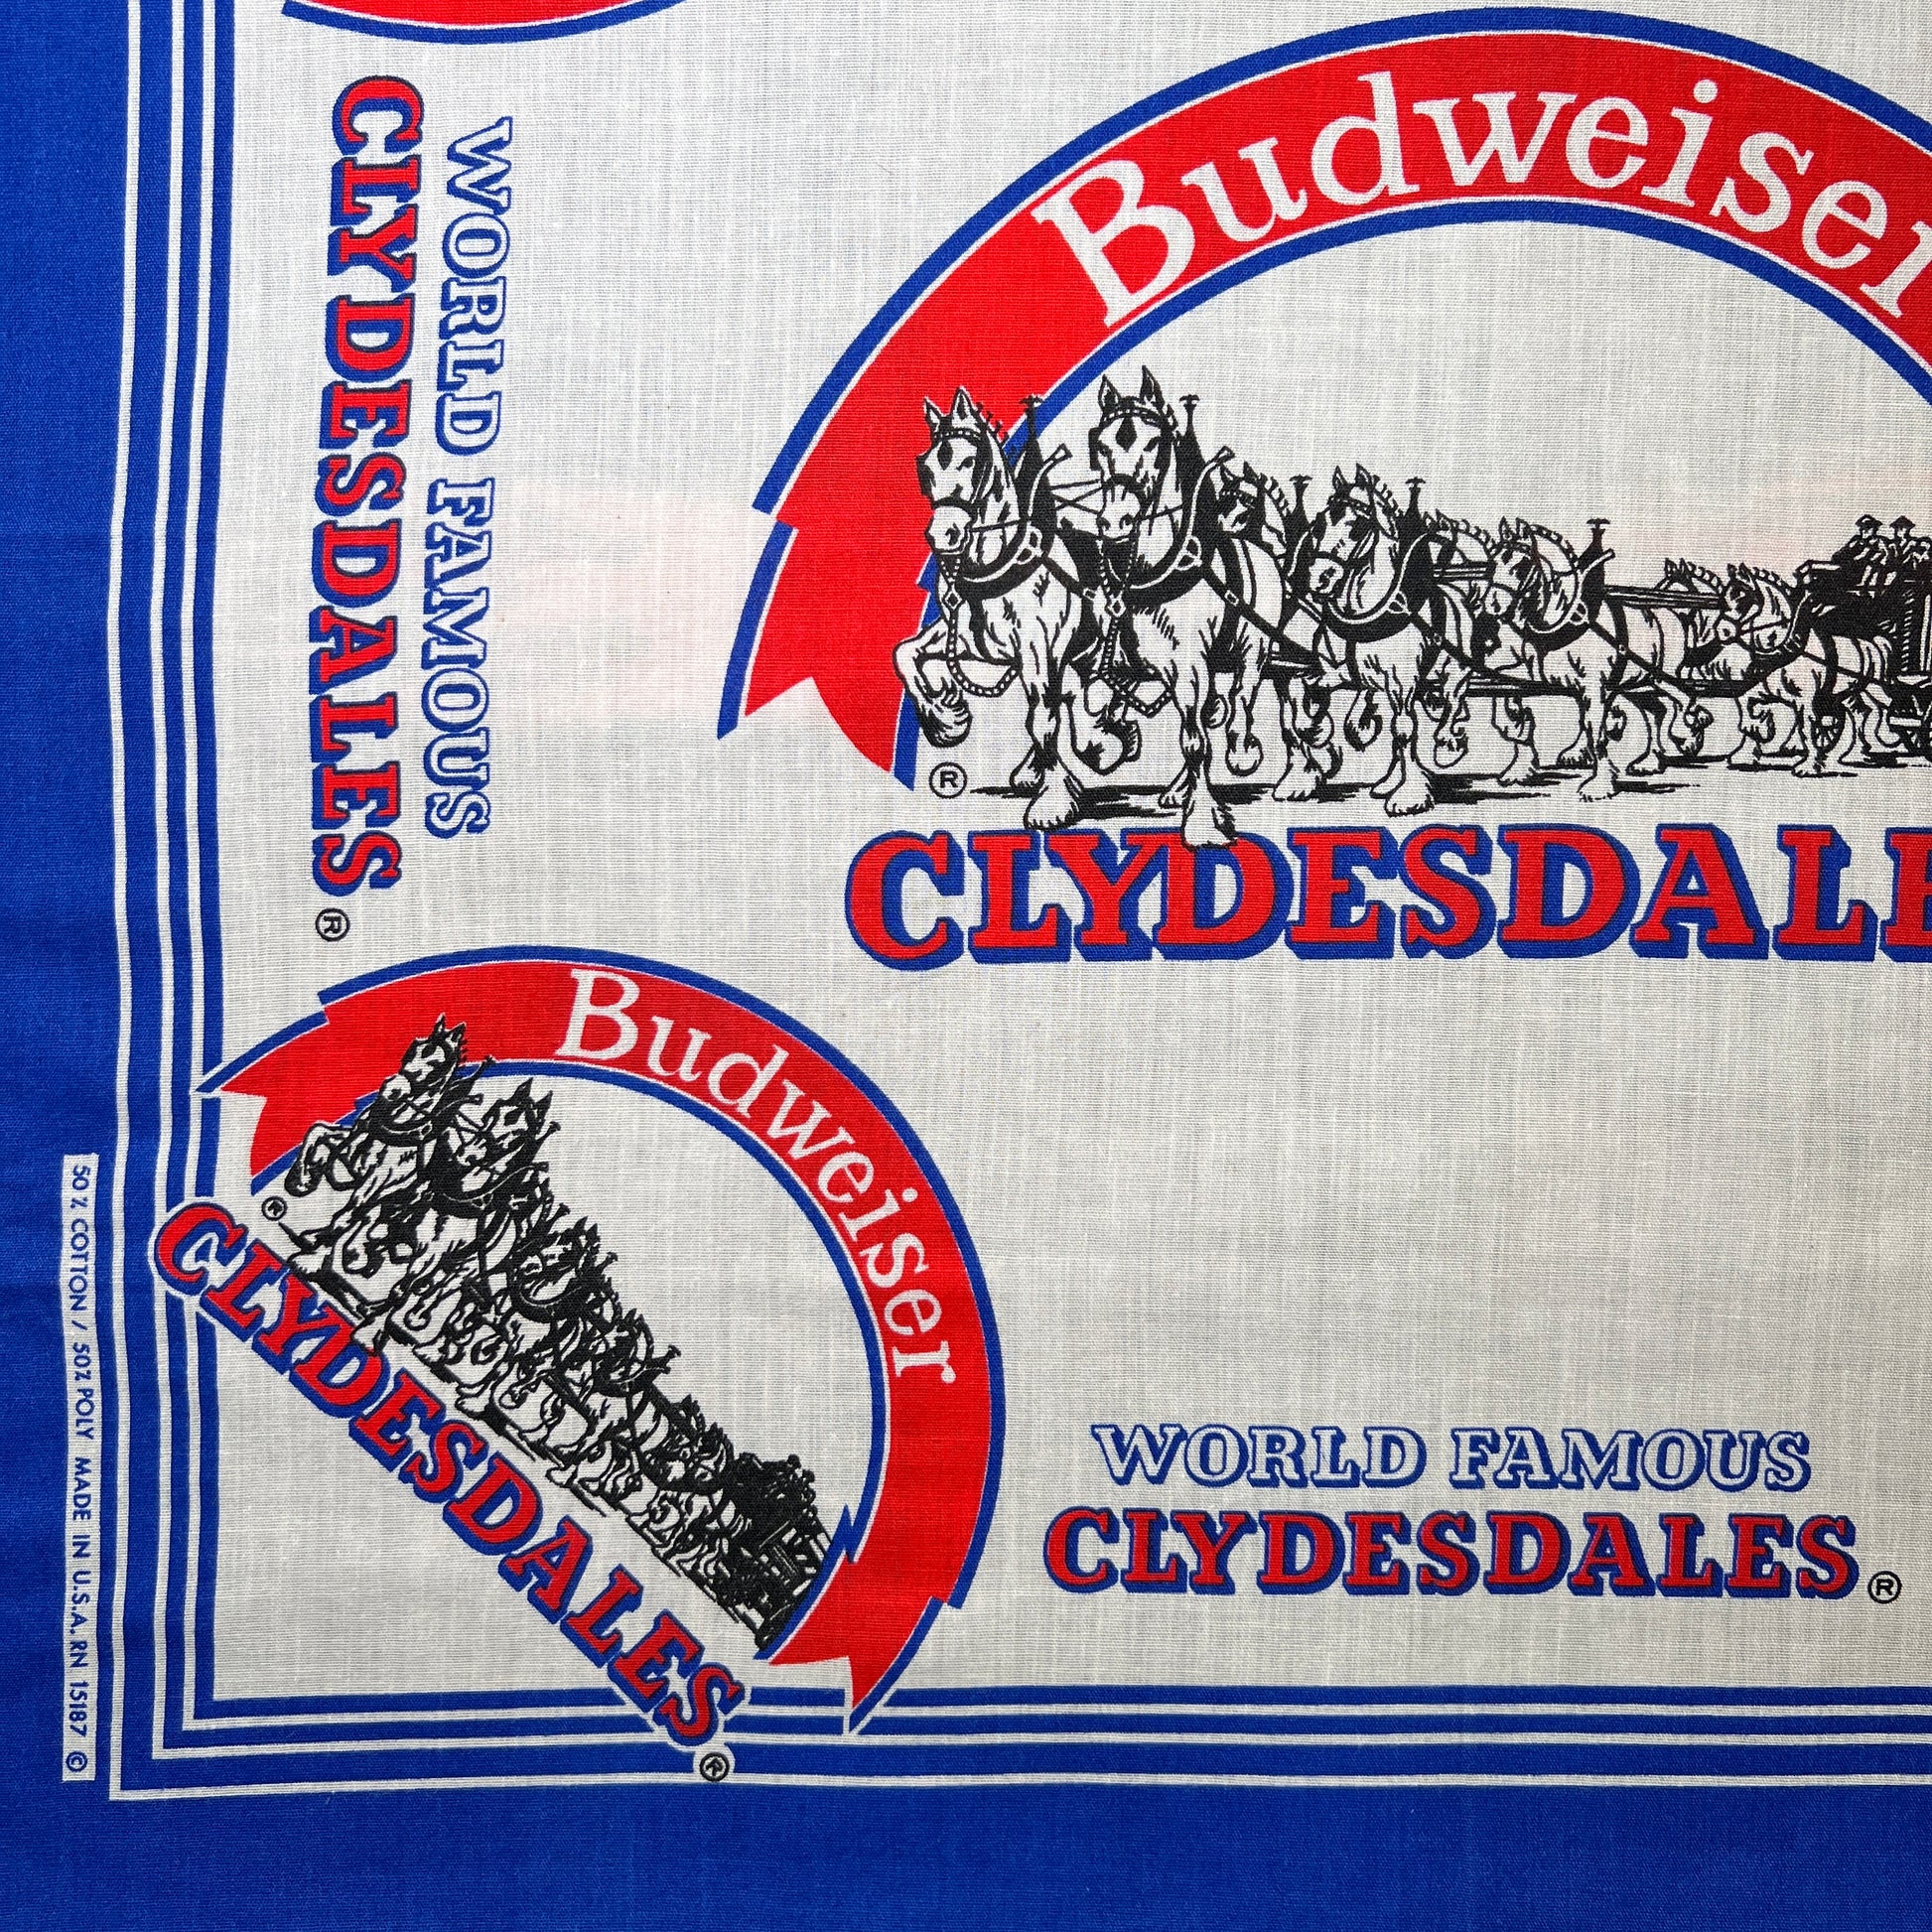 WORLD FAMOUS
CLYDESDALES®
Budweiser
®
CLYDESDALE
Budweiser
®
CLYDESDALES
®
WORLD FAMOUS
CLYDESDALES®
50% COTTON / 50% POLY MADE IN U.S.A. RN 15187 ©